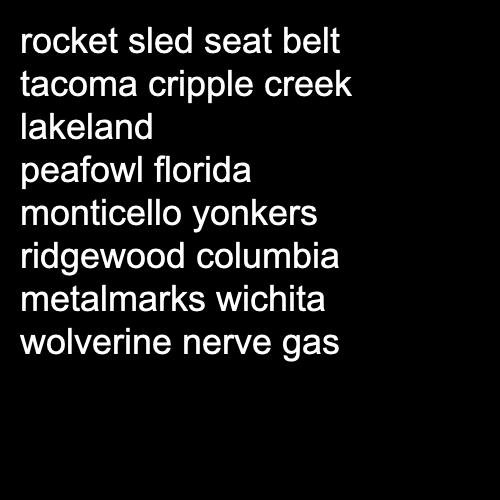 rocket sled seat belt
tacoma cripple creek
lakeland
peafowl florida
monticello yonkers
ridgewood columbia
metalmarks wichita
wolverine nerve gas